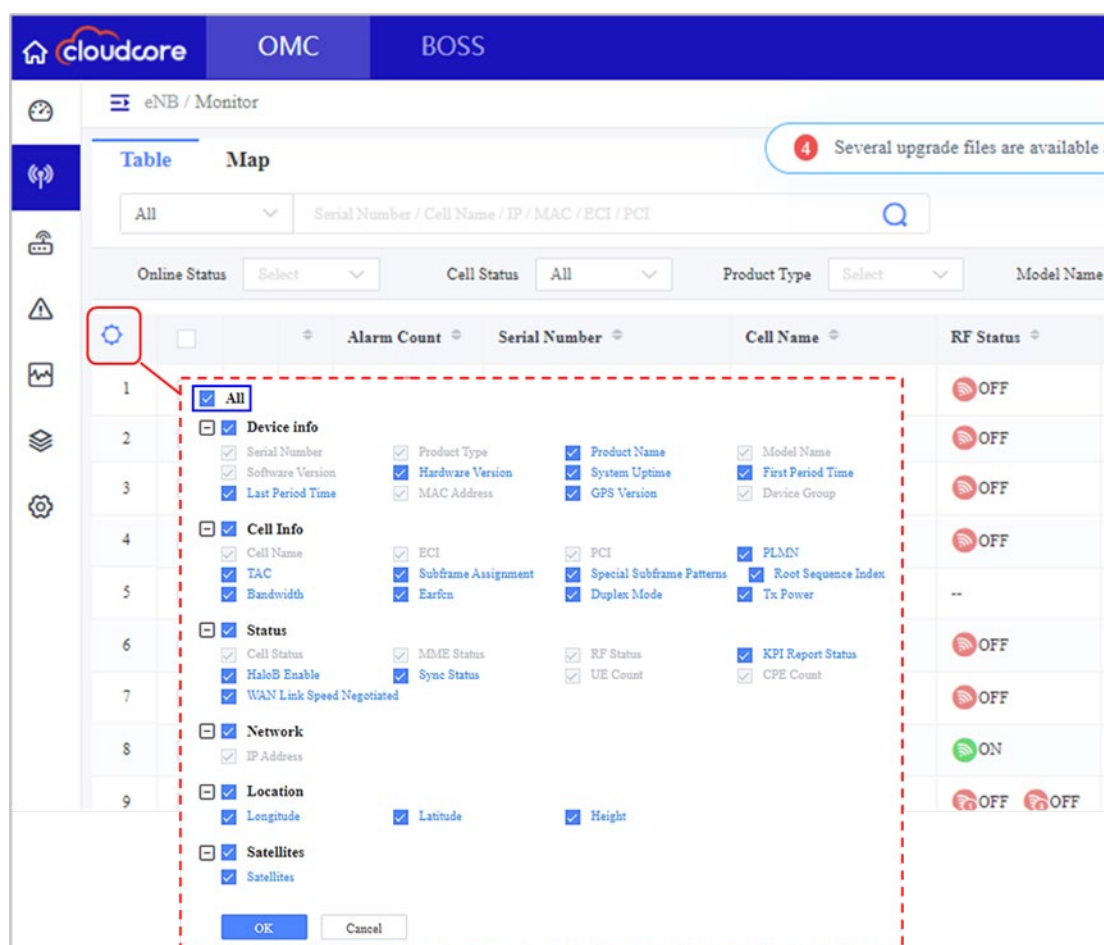 cloudcore OMC BOSS
eNB / Monitor
4 Several upgrade files are available
Table Map
All Serial Number / Cell Name / IP / MAC / ECI / PCI
Online Status Select Cell Status All Product Type Select Model Name
Alarm Count Serial Number Cell Name RF Status
1 OFF
2 OFF
3 OFF
4 OFF
5 --
6 OFF
7 OFF
8 ON
9 OFF OFF
All
Device info
Serial Number Product Type Product Name Model Name
Software Version Hardware Version System Uptime First Period Time
Last Period Time MAC Address GPS Version Device Group
Cell Info
Cell Name ECI PCI PLMN
TAC Subframe Assignment Special Subframe Patterns Root Sequence Index
Bandwidth Earfcn Duplex Mode Tx Power
Status
Cell Status MME Status RF Status KPI Report Status
HaloB Enable Sync Status UE Count CPE Count
WAN Link Speed Negotiated
Network
IP Address
Location
Longitude Latitude Height
Satellites
Satellites
OK Cancel